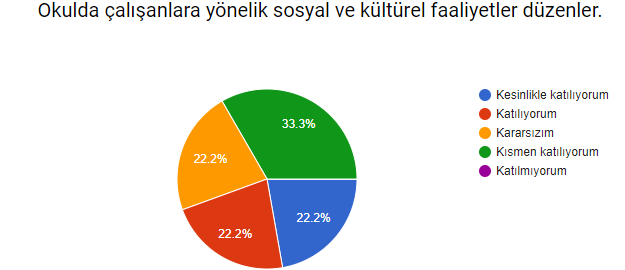 Okulda çalışanlara yönelik sosyal ve kültürel faaliyetler düzenler.
Kesinlikle katılıyorum
Katılıyorum
Kararsızım
Kısmen katılıyorum
Katılmıyorum
33.3%
22.2%
22.2%
22.2%